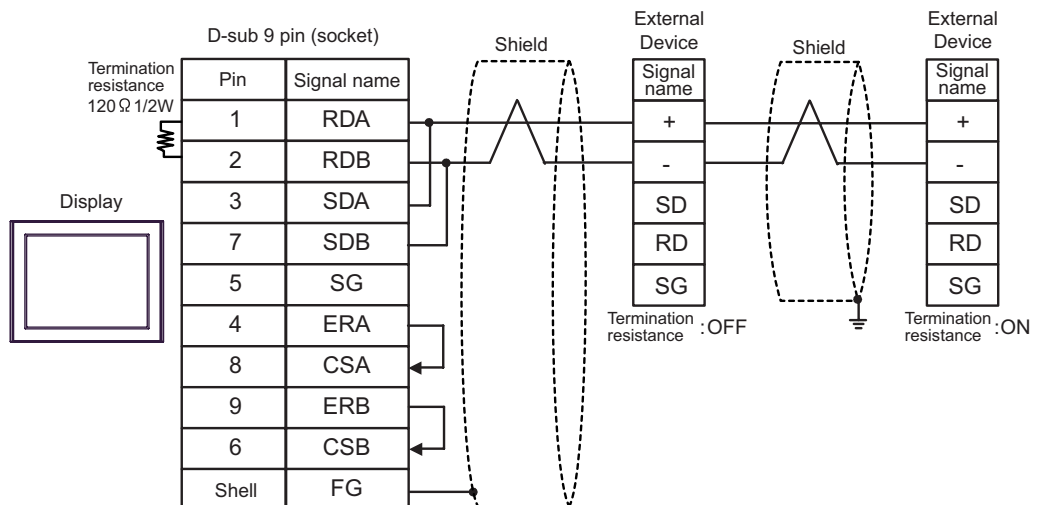 D-sub 9 pin (socket)
Termination
resistance
120 Ω 1/2W
Display
Pin Signal name
1 RDA
2 RDB
3 SDA
7 SDB
5 SG
4 ERA
8 CSA
9 ERB
6 CSB
Shell FG
Shield
External
Device
Signal
name
+
-
SD
RD
SG
Termination
resistance :OFF
Shield
External
Device
Signal
name
+
-
SD
RD
SG
Termination
resistance :ON